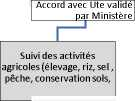 Accord avec Ute validé
par Ministère
Suivi des activités
agricoles (élevage, riz, sel ,
pêche, conservation sols,